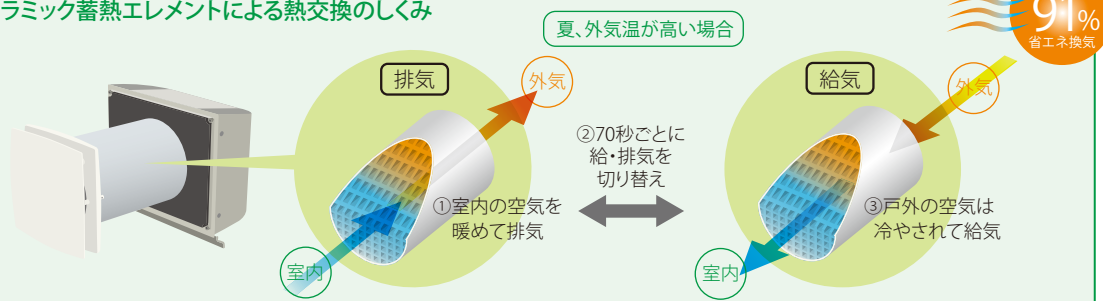 ラミック蓄熱エレメントによる熱交換のしくみ
夏、外気温が高い場合
91%
省エネ換気
排気
外気
①室内の空気を
暖めて排気
室内
②70秒ごとに
給・排気を
切り替え
給気
外気
③戸外の空気は
冷やされて給気
室内